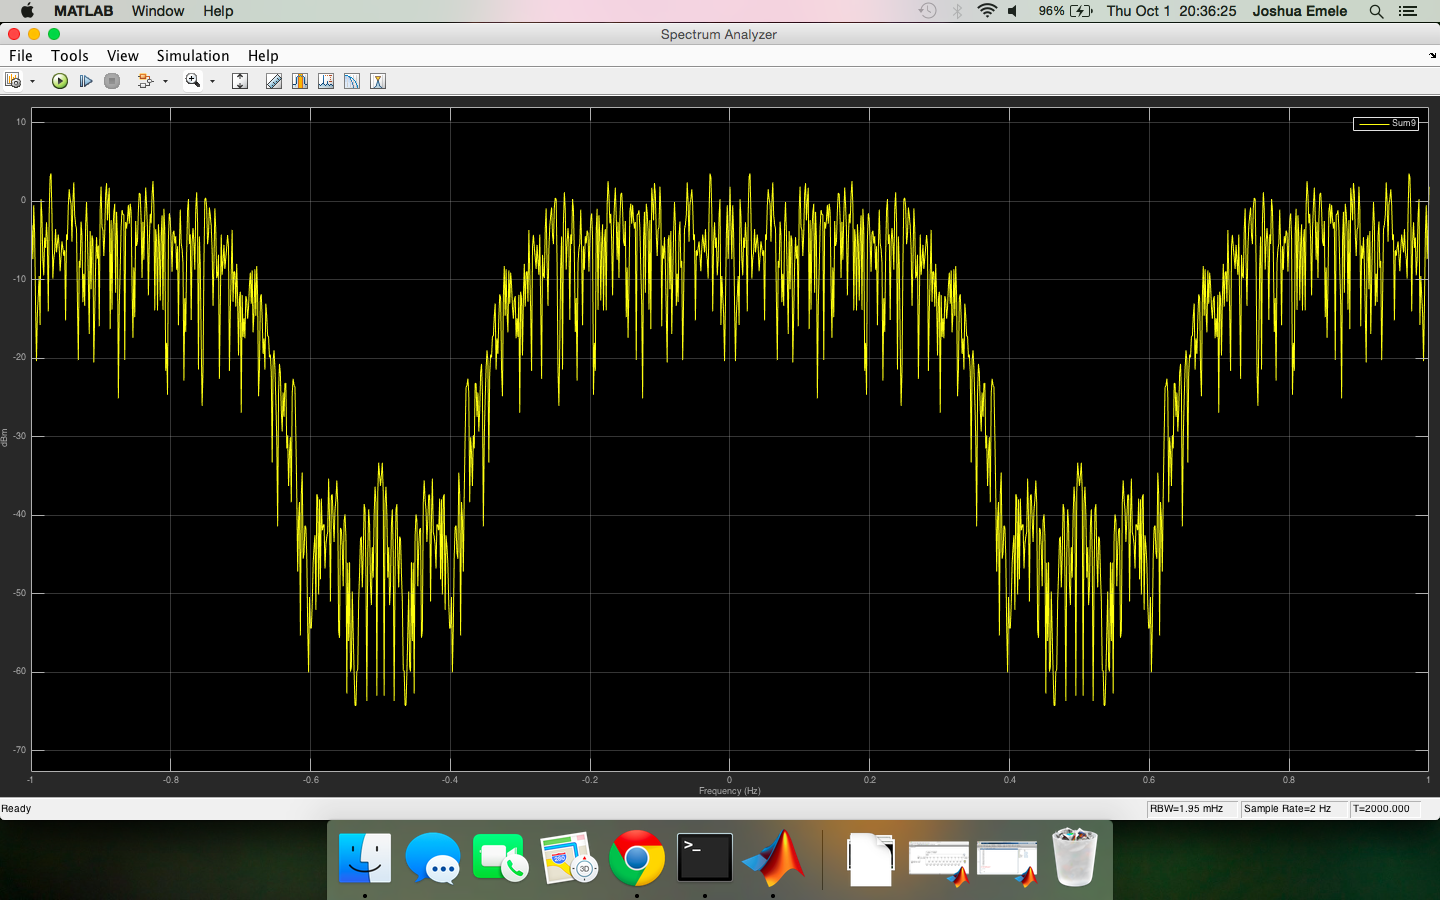 MATLAB Window Help 96% Thu Oct 1 20:36:25 Joshua Emele
Spectrum Analyzer
File Tools View Simulation Help
Sum9
10
0
-10
-20
-30
-40
-50
-60
-70
dBm
-1 -0.8 -0.6 -0.4 -0.2 0 0.2 0.4 0.6 0.8 1
Frequency (Hz)
Ready RBW=1.95 mHz Sample Rate=2 Hz T=2000.000
280
3D
>_